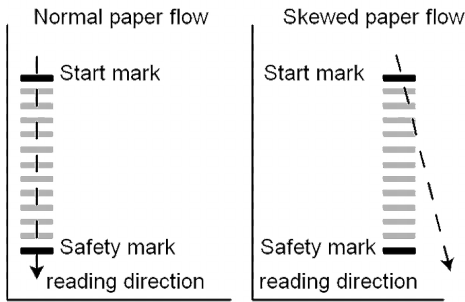 Normal paper flow
Start mark
Safety mark
reading direction
Skewed paper flow
Start mark
Safety mark
reading direction